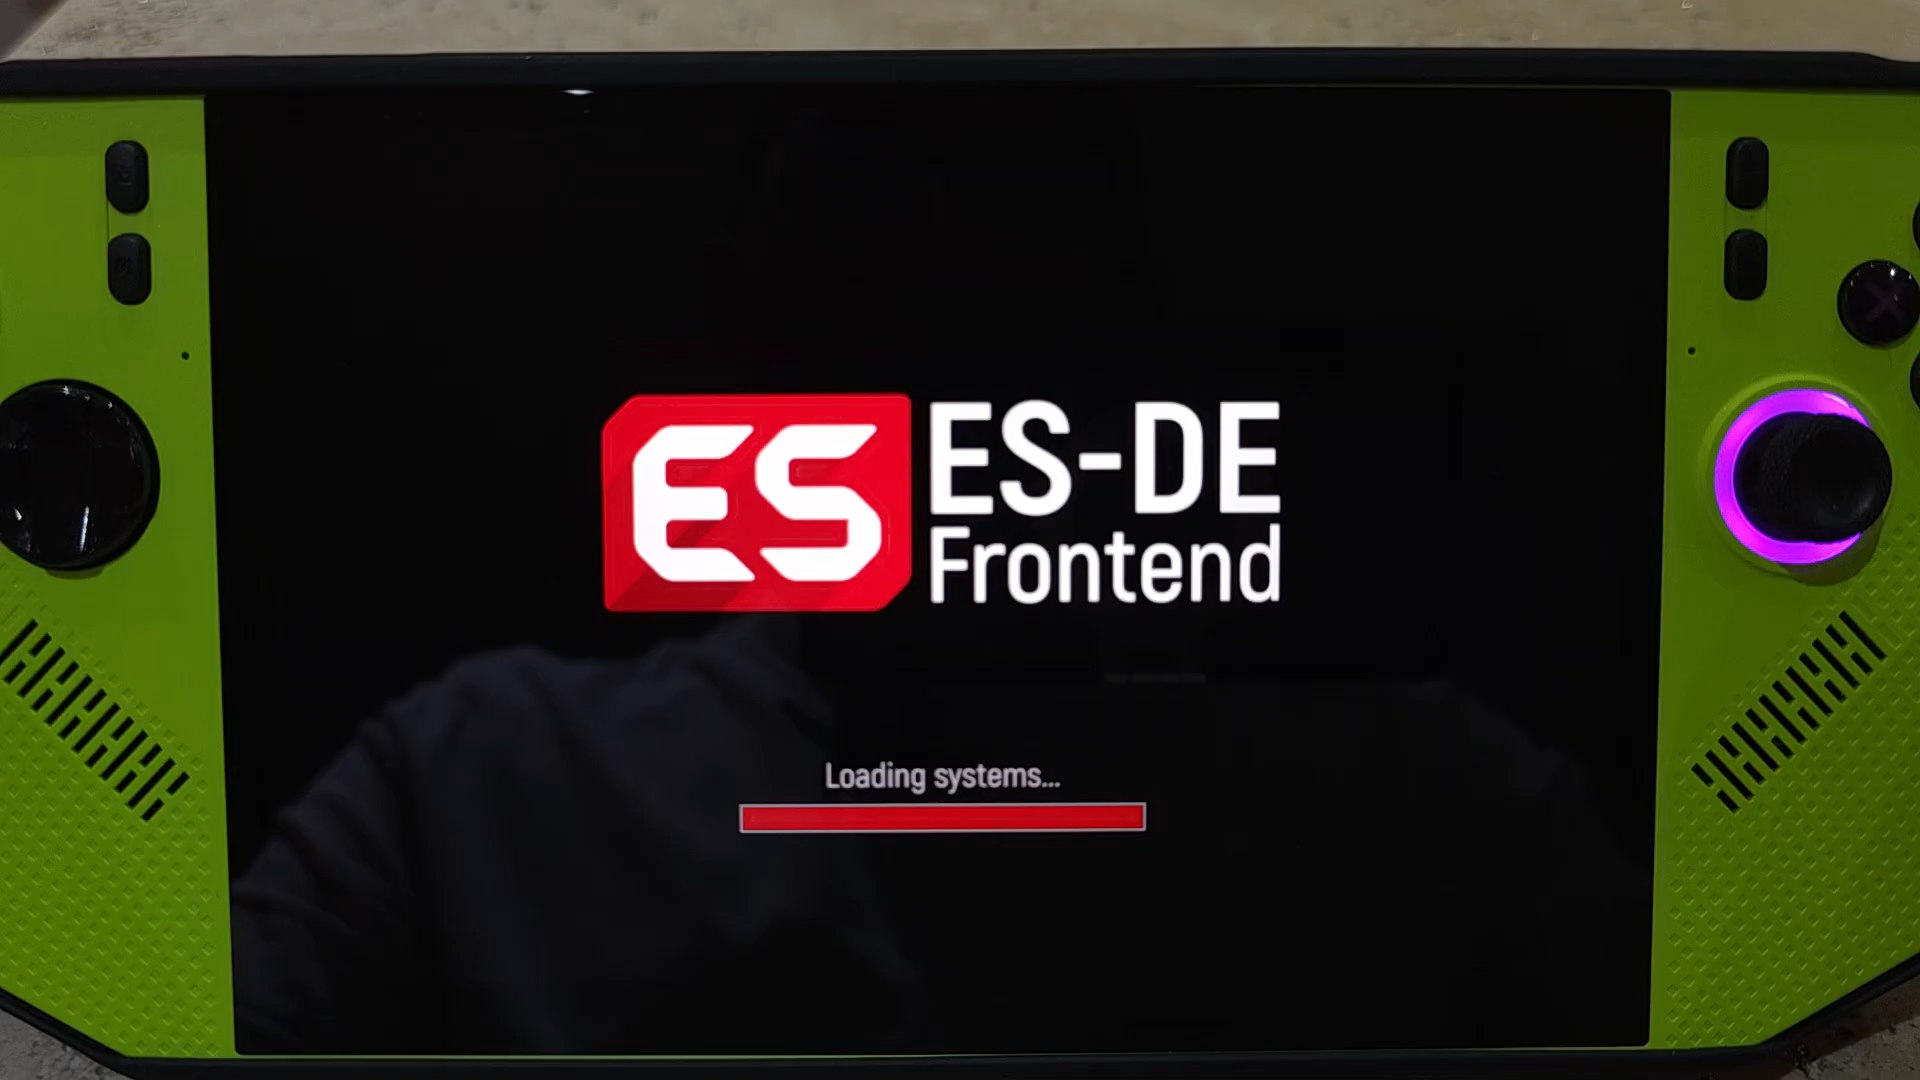 ES
ES-DE
Frontend
Loading systems...
X